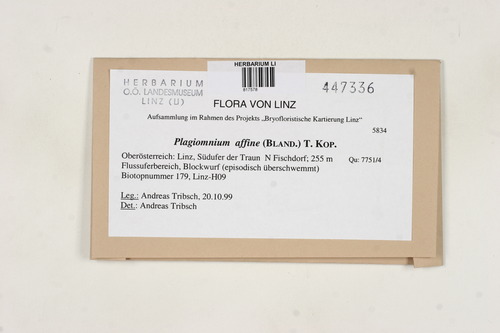 HERBARIUM LI
817378
HERBARIUM
O.Ö. LANDESMUSEUM
LINZ (U)
447336
FLORA VON LINZ
Aufsammlung im Rahmen des Projekts „Bryofloristische Kartierung Linz“
5834
Plagiomnium affine (BLAND.) T. KOP.
Oberösterreich: Linz, Südufer der Traun N Fischdorf; 255 m Qu: 7751/4
Flussuferbereich, Blockwurf (episodisch überschwemmt)
Biotopnummer 179, Linz-H09
Leg.: Andreas Tribsch, 20.10.99
Det.: Andreas Tribsch